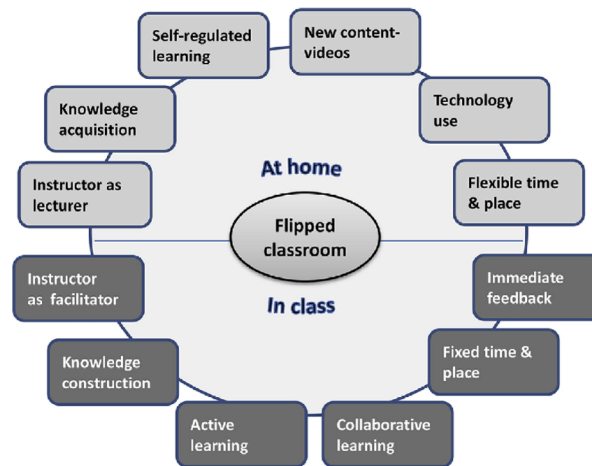 Self-regulated
learning
New content-
videos
Knowledge
acquisition
Technology
use
At home
Instructor as
lecturer
Flexible time
& place
Flipped
classroom
Instructor
as facilitator
Immediate
feedback
In class
Knowledge
construction
Fixed time &
place
Active
learning
Collaborative
learning